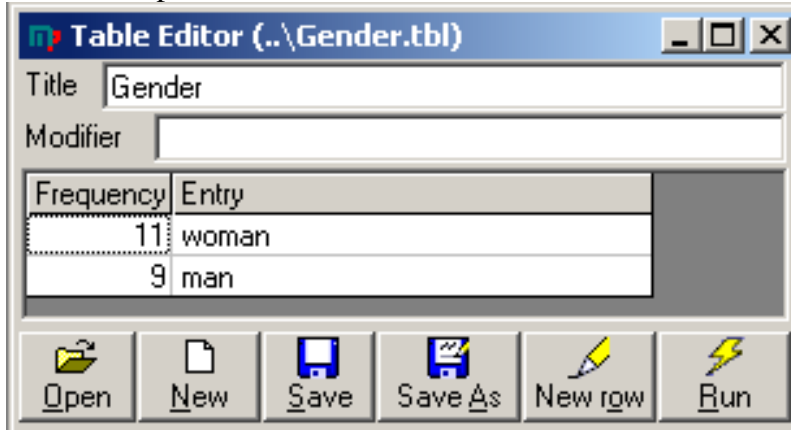 Table Editor (..\Gender.tbl)
Title Gender
Modifier
Frequency Entry
11 woman
9 man
Open New Save Save As New row Run